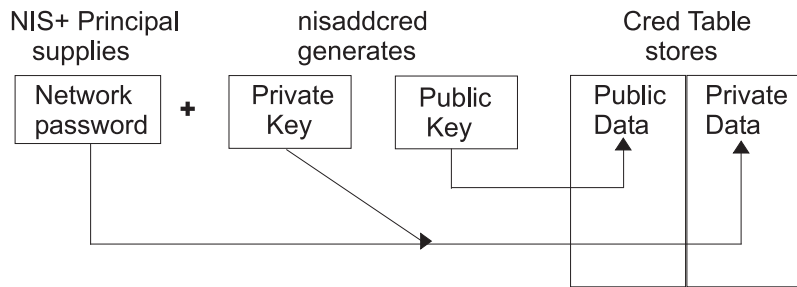 NIS+ Principal
supplies
nisaddcred
generates
Cred Table
stores
Network
password
+
Private
Key
Public
Key
Public
Data
Private
Data